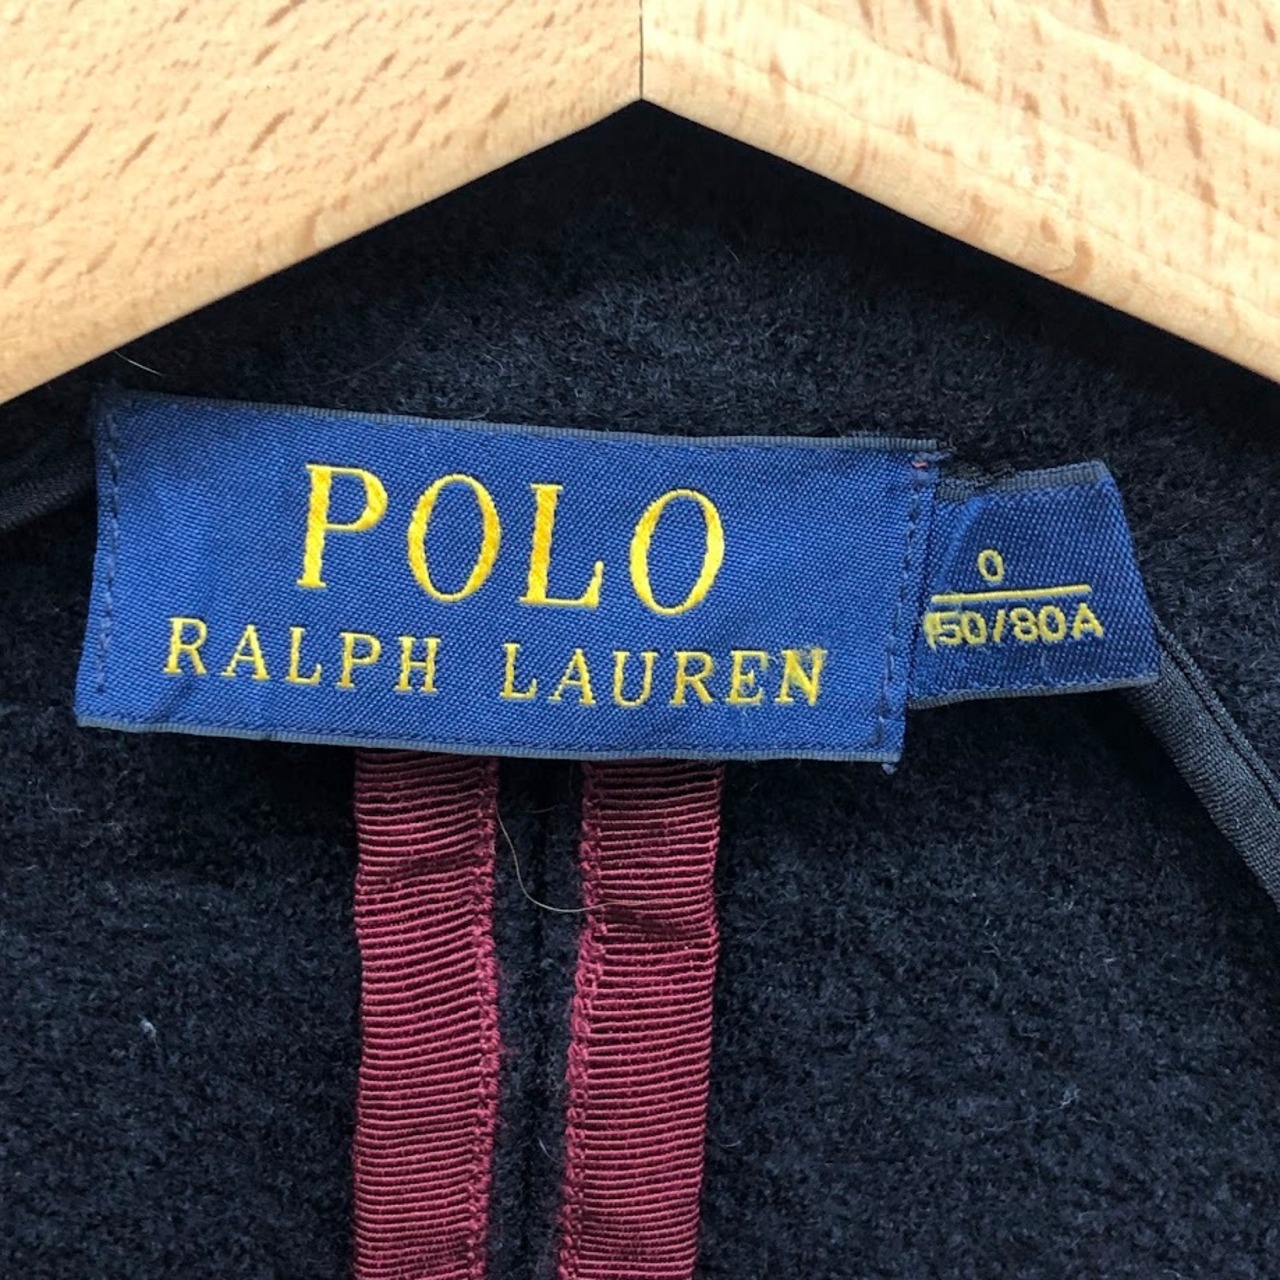 POLO
RALPH LAUREN
0
150/80A